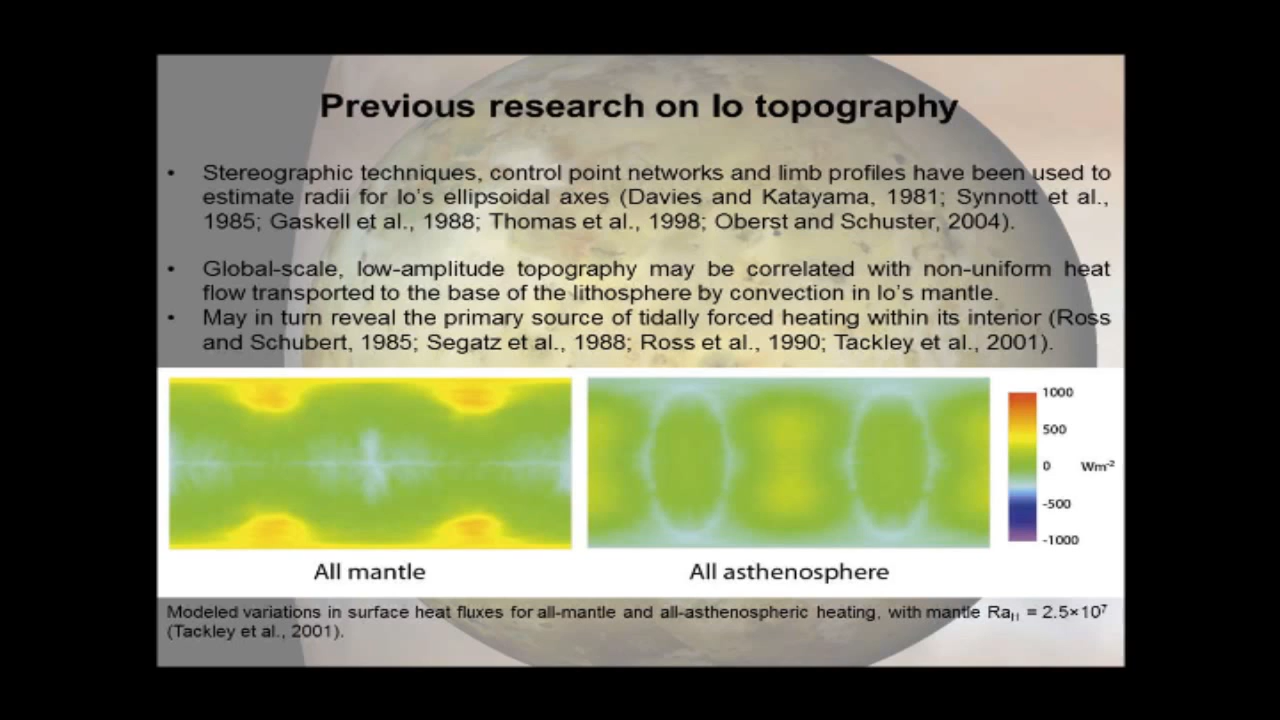 Previous research on Io topography
• Stereographic techniques, control point networks and limb profiles have been used to
estimate radii for Io's ellipsoidal axes (Davies and Katayama, 1981; Synnott et al.,
1985; Gaskell et al., 1988; Thomas et al., 1998; Oberst and Schuster, 2004).
• Global-scale, low-amplitude topography may be correlated with non-uniform heat
flow transported to the base of the lithosphere by convection in Io's mantle.
• May in turn reveal the primary source of tidally forced heating within its interior (Ross
and Schubert, 1985; Segatz et al., 1988; Ross et al., 1990; Tackley et al., 2001).
1000
500
0 Wm⁻²
-500
-1000
All mantle
All asthenosphere
Modeled variations in surface heat fluxes for all-mantle and all-asthenospheric heating, with mantle Ra_H = 2.5×10⁷
(Tackley et al., 2001).